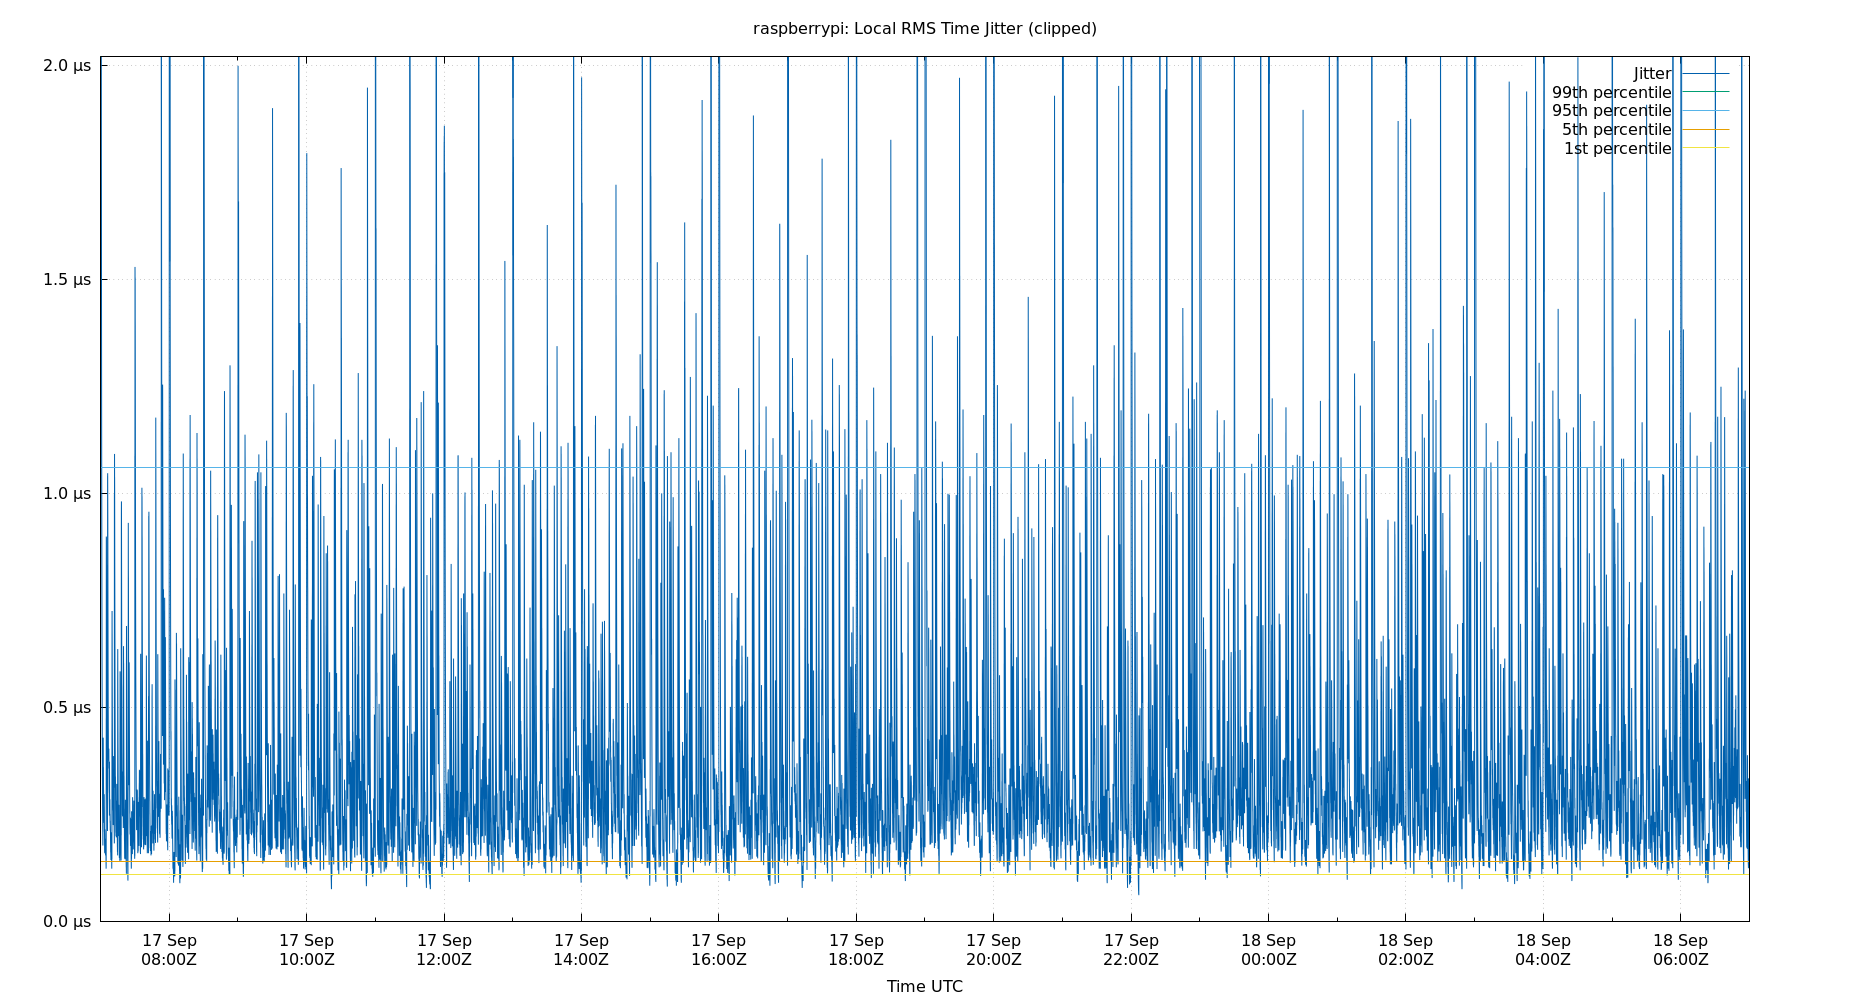 raspberrypi: Local RMS Time Jitter (clipped)
2.0 μs
1.5 μs
1.0 μs
0.5 μs
0.0 μs
Jitter
99th percentile
95th percentile
5th percentile
1st percentile
17 Sep 17 Sep 17 Sep 17 Sep 17 Sep 17 Sep 17 Sep 17 Sep 18 Sep 18 Sep 18 Sep 18 Sep
08:00Z 10:00Z 12:00Z 14:00Z 16:00Z 18:00Z 20:00Z 22:00Z 00:00Z 02:00Z 04:00Z 06:00Z
Time UTC